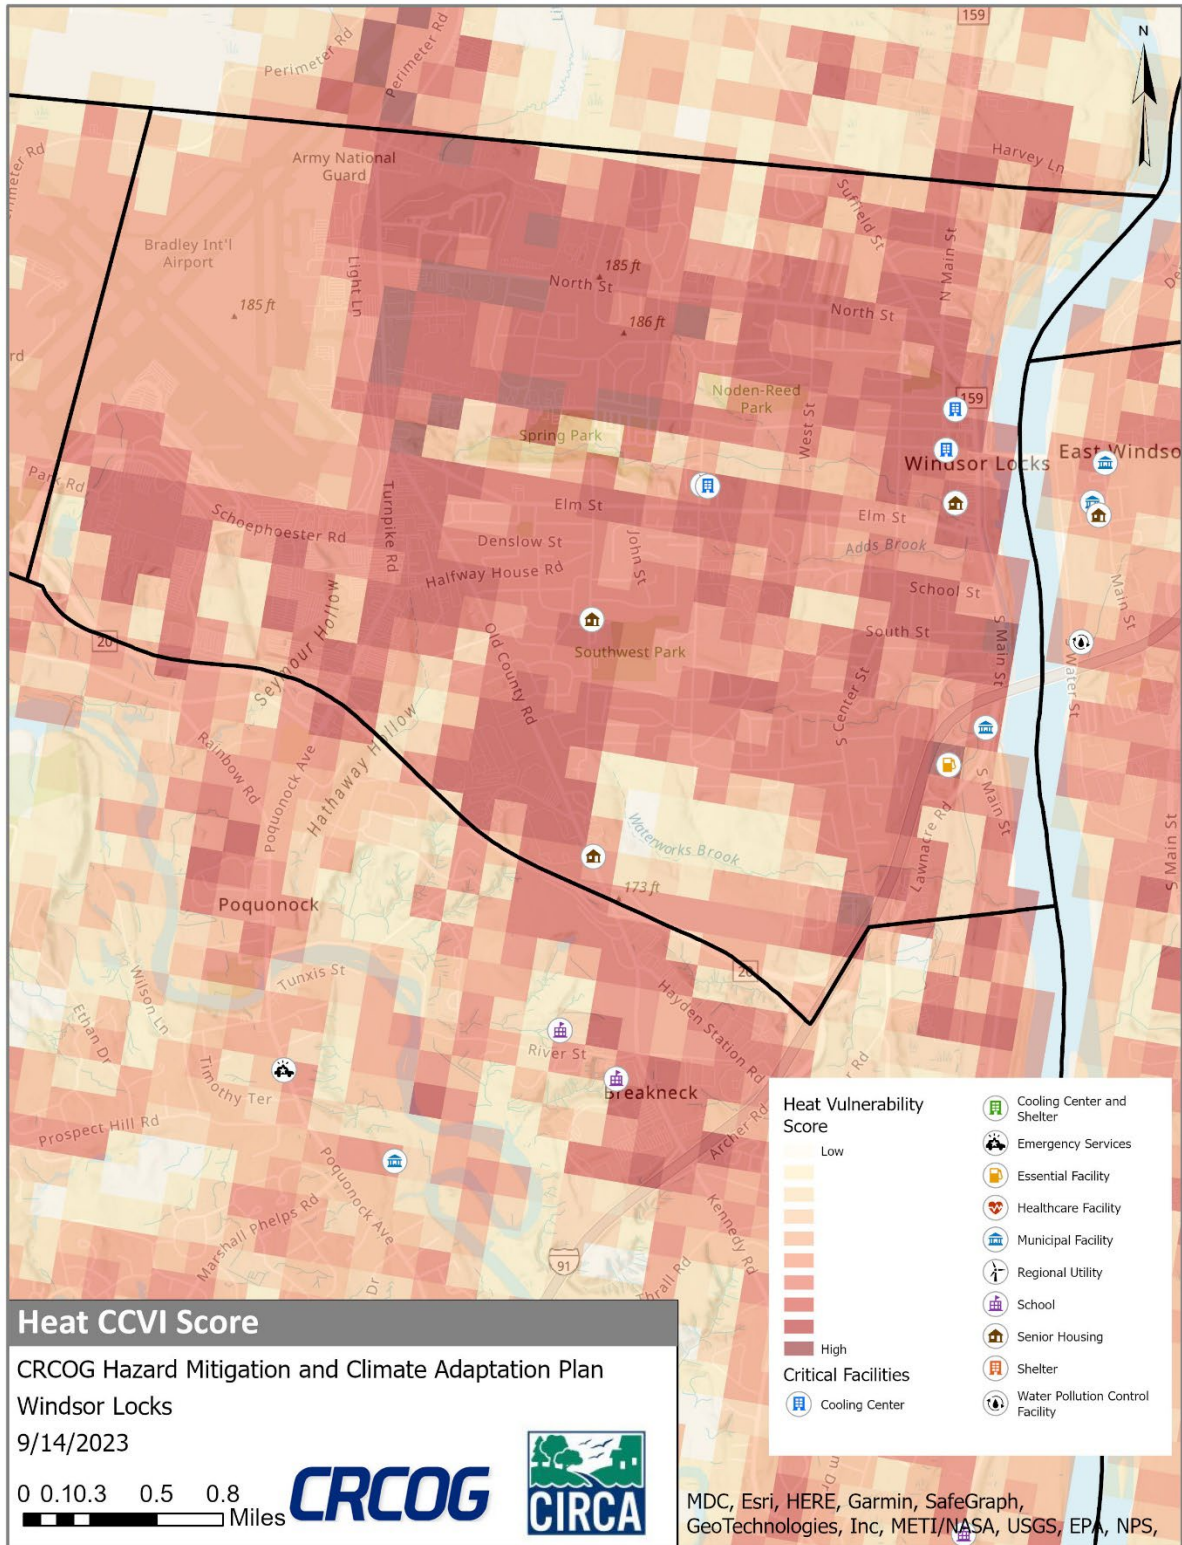 159
Perimeter Rd
Perimeter Rd
Harvey Ln
Army National
Guard
Suffield St
Bradley Int'l
Airport
N Main St
Light Ln
185 ft
North St
185 ft
186 ft
North St
Noden-Reed
Park
159
West St
Spring Park
Windsor Locks
East Windso
Park Rd
Turnpike Rd
Elm St
Elm St
Schoephoester Rd
Denslow St
John St
Adds Brook
Halfway House Rd
School St
Main St
Seymour Hollow
Old County Rd
South St
S Main St
20
Southwest Park
Water St
S Center St
Hathaway Hollow
Rainbow Rd
Poquonock Ave
S Main St
Waterworks Brook
Lawnacre Rd
S Main St
173 ft
Poquonock
20
Tunxis St
Wilson Ln
Hayden Station Rd
Ethan Dr
River St
Timothy Ter
Breakneck
Archer Rd
Prospect Hill Rd
Poquonock Ave
Marshall Phelps Rd
Kennedy Rd
91
Thrall Rd
Heat Vulnerability
Score
Low
High
Critical Facilities
Cooling Center
Cooling Center and
Shelter
Emergency Services
Essential Facility
Healthcare Facility
Municipal Facility
Regional Utility
School
Senior Housing
Shelter
Water Pollution Control
Facility
Heat CCVI Score
CRCOG Hazard Mitigation and Climate Adaptation Plan
Windsor Locks
9/14/2023
0 0.10.3 0.5 0.8
Miles
CRCOG
CIRCA
MDC, Esri, HERE, Garmin, SafeGraph,
GeoTechnologies, Inc, METI/NASA, USGS, EPA, NPS,
N